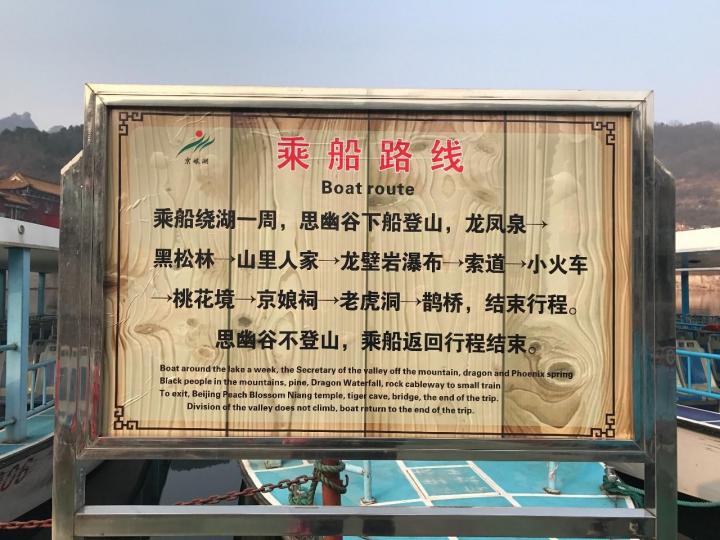 京娘湖
乘船路线
Boat route
乘船绕湖一周，思幽谷下船登山，龙凤泉→
黑松林→山里人家→龙壁岩瀑布→索道→小火车
→桃花境→京娘祠→老虎洞→鹊桥，结束行程。
思幽谷不登山，乘船返回行程结束。
Boat around the lake a week, the Secretary of the valley off the mountain, dragon and Phoenix spring
Black people in the mountains, pine, Dragon Waterfall, rock cableway to small train
To exit, Beijing Peach Blossom Niang temple, tiger cave, bridge, the end of the trip.
Division of the valley does not climb, boat return to the end of the trip.